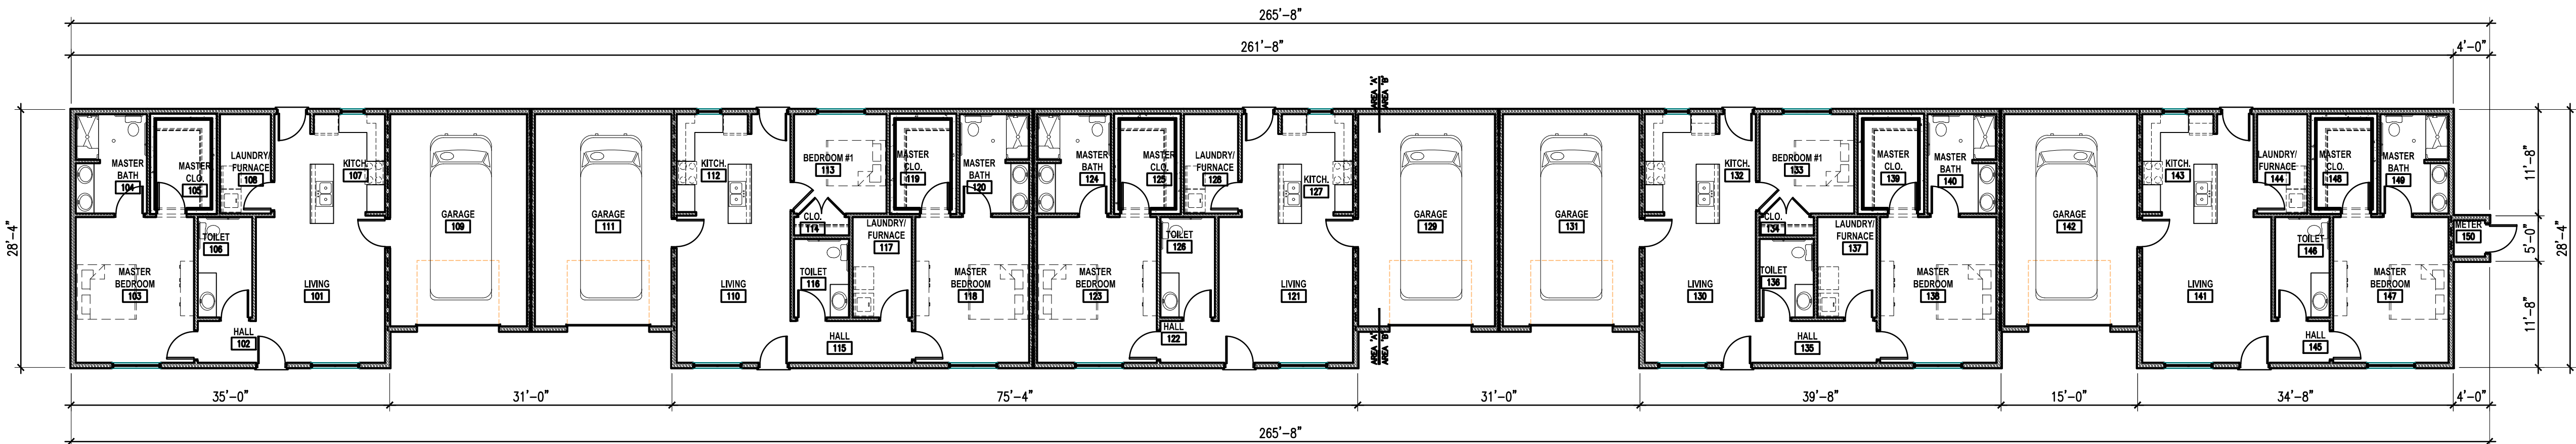 265'-8"
261'-8"
4'-0"
28'-4"
MASTER
BATH
104
MASTER
CLO.
105
LAUNDRY/
FURNACE
108
KITCH.
107
TOILET
106
MASTER
BEDROOM
103
LIVING
101
HALL
102
GARAGE
109
GARAGE
111
KITCH.
112
BEDROOM #1
113
CLO.
114
MASTER
CLO.
119
MASTER
BATH
120
LAUNDRY/
FURNACE
117
TOILET
116
LIVING
110
MASTER
BEDROOM
118
HALL
115
MASTER
BATH
124
MASTER
CLO.
125
LAUNDRY/
FURNACE
128
KITCH.
127
TOILET
126
MASTER
BEDROOM
123
LIVING
121
HALL
122
AREA 'A'
AREA 'B'
GARAGE
129
AREA 'A'
AREA 'B'
GARAGE
131
KITCH.
132
BEDROOM #1
133
CLO.
134
MASTER
CLO.
139
MASTER
BATH
140
LAUNDRY/
FURNACE
137
TOILET
136
LIVING
130
MASTER
BEDROOM
138
HALL
135
GARAGE
142
KITCH.
143
LAUNDRY/
FURNACE
144
MASTER
CLO.
148
MASTER
BATH
149
TOILET
146
LIVING
141
MASTER
BEDROOM
147
HALL
145
METER
150
11'-8"
5'-0"
11'-8"
28'-4"
35'-0"
31'-0"
75'-4"
31'-0"
39'-8"
15'-0"
34'-8"
4'-0"
265'-8"